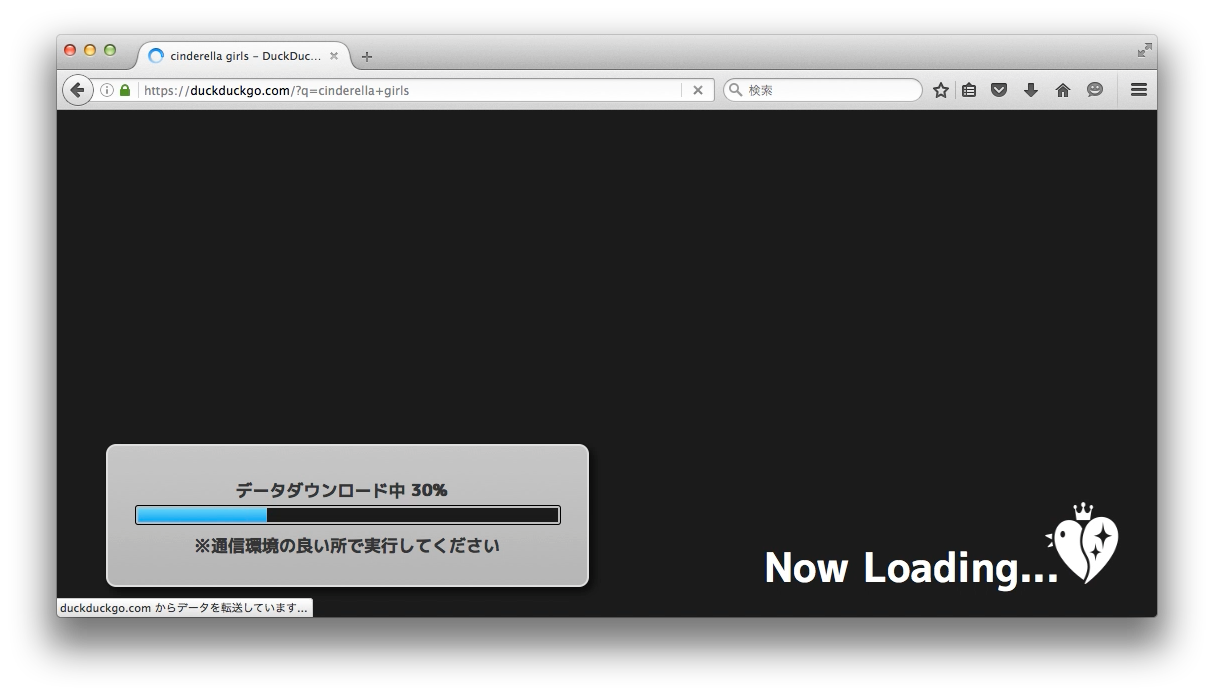 cinderella girls – DuckDuc...
https://duckduckgo.com/?q=cinderella+girls
検索
データダウンロード中 30%
※通信環境の良い所で実行してください
Now Loading...
duckduckgo.com からデータを転送しています...